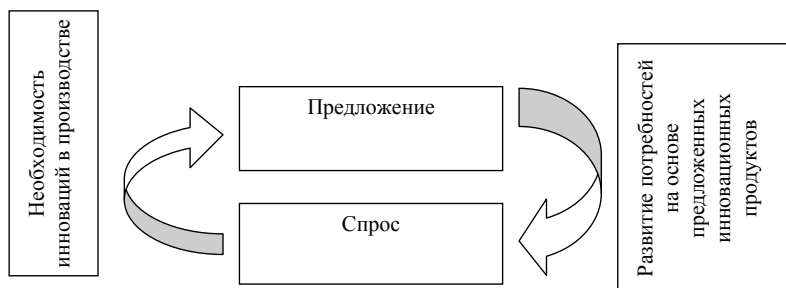 Необходимость
инноваций в производстве
Предложение
Спрос
Развитие потребностей
на основе
предложенных
инновационных
продуктов